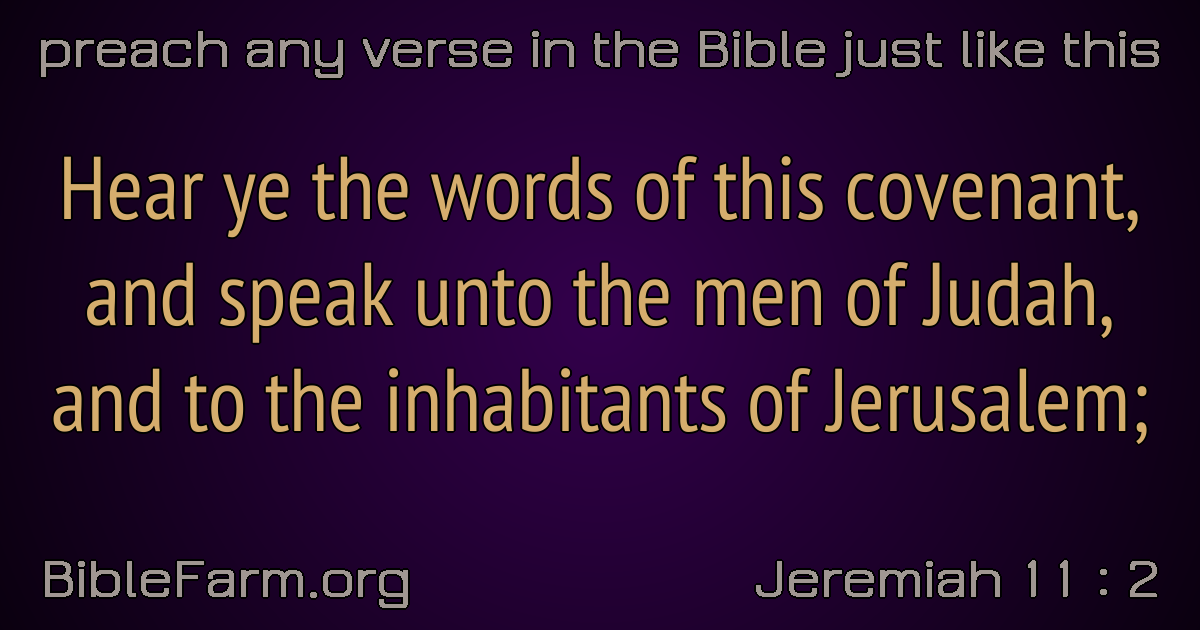 preach any verse in the Bible just like this
Hear ye the words of this covenant,
and speak unto the men of Judah,
and to the inhabitants of Jerusalem;
BibleFarm.org
Jeremiah 11 : 2